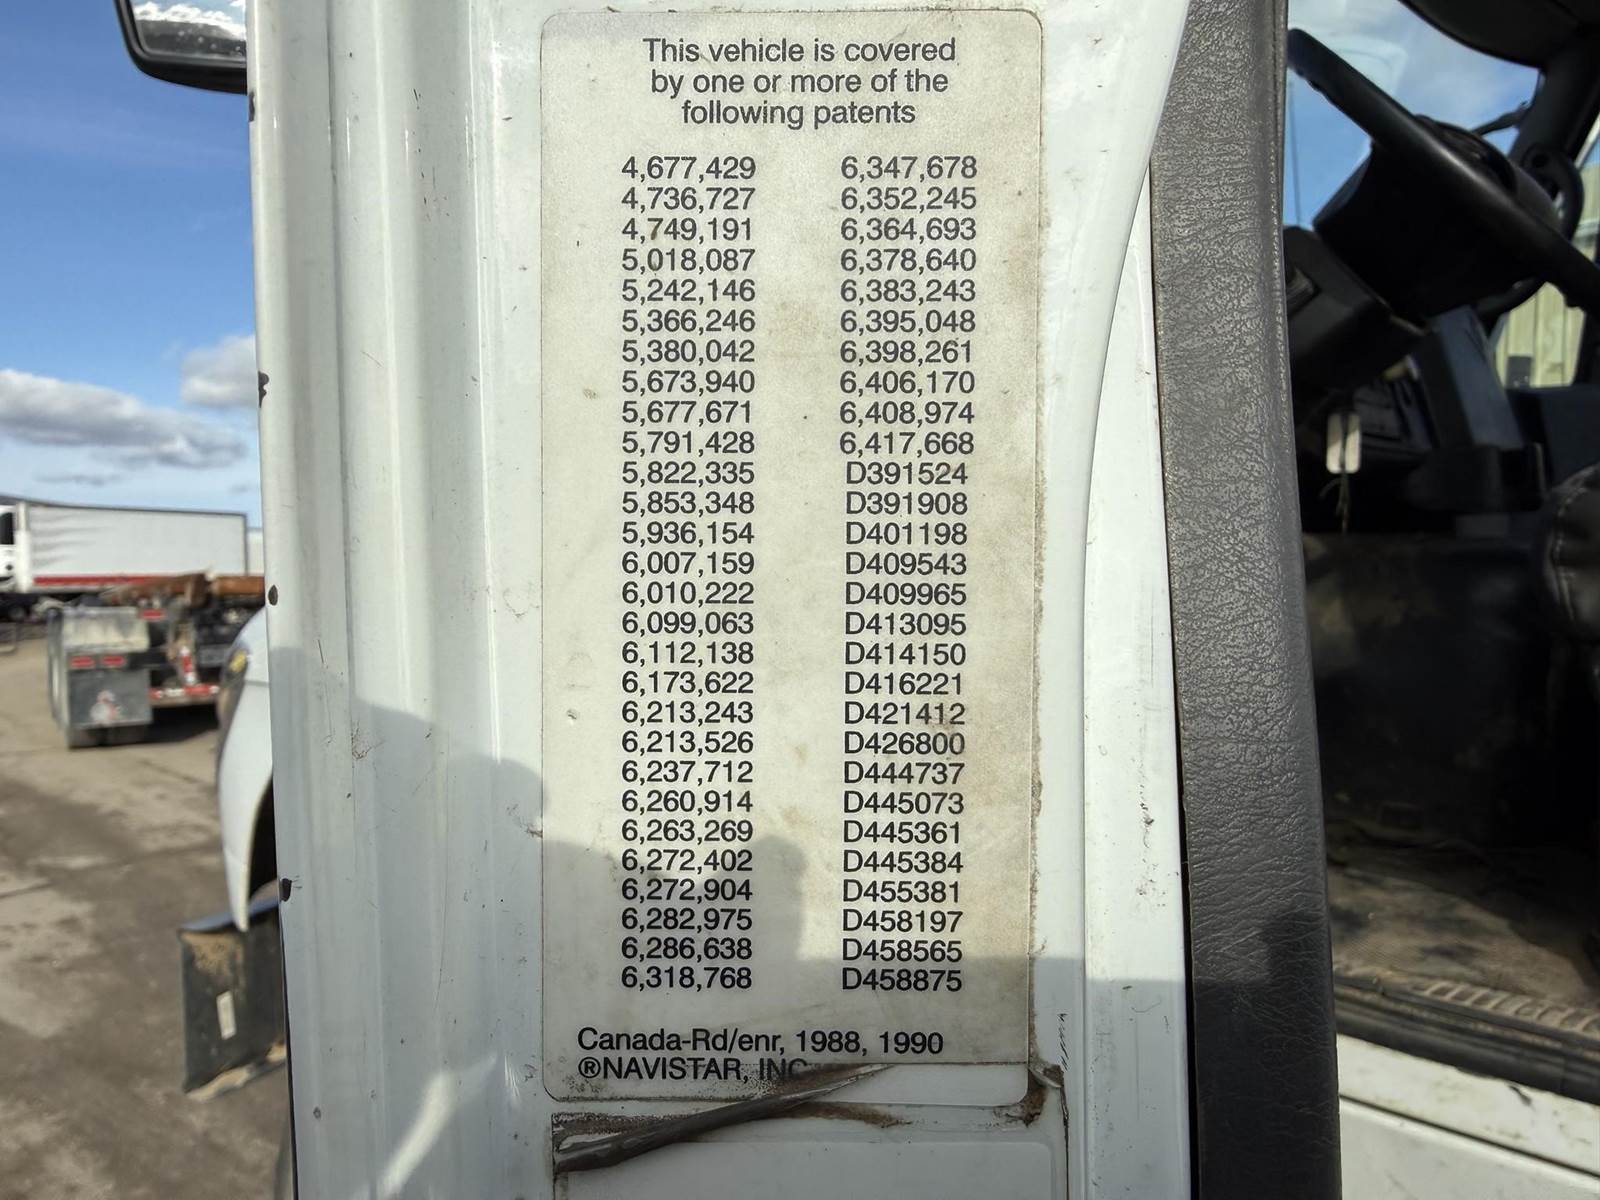 This vehicle is covered
by one or more of the
following patents
4,677,429 6,347,678
4,736,727 6,352,245
4,749,191 6,364,693
5,018,087 6,378,640
5,242,146 6,383,243
5,366,246 6,395,048
5,380,042 6,398,261
5,673,940 6,406,170
5,677,671 6,408,974
5,791,428 6,417,668
5,822,335 D391524
5,853,348 D391908
5,936,154 D401198
6,007,159 D409543
6,010,222 D409965
6,099,063 D413095
6,112,138 D414150
6,173,622 D416221
6,213,243 D421412
6,213,526 D426800
6,237,712 D444737
6,260,914 D445073
6,263,269 D445361
6,272,402 D445384
6,272,904 D455381
6,282,975 D458197
6,286,638 D458565
6,318,768 D458875
Canada-Rd/enr, 1988, 1990
®NAVISTAR, INC